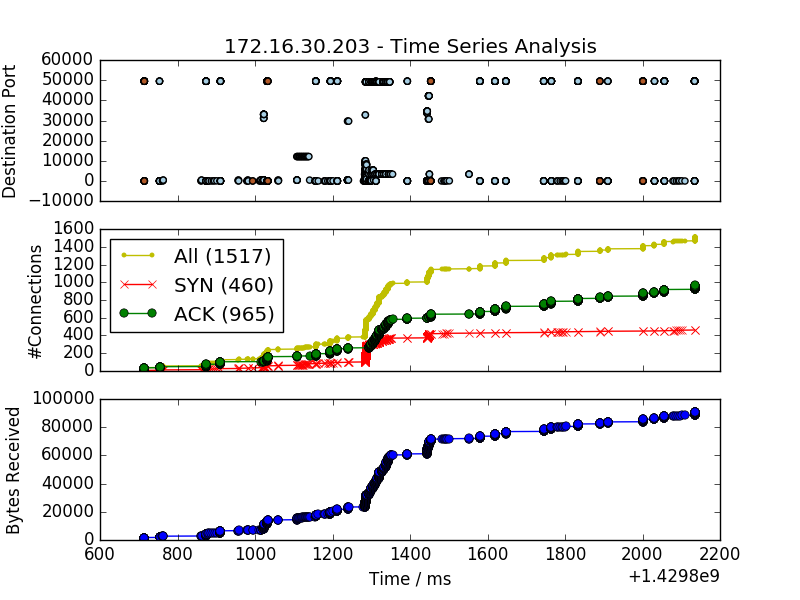 172.16.30.203 - Time Series Analysis
Destination Port
60000
50000
40000
30000
20000
10000
0
−10000
#Connections
1600
1400
1200
1000
800
600
400
200
0
All (1517)
SYN (460)
ACK (965)
Bytes Received
100000
80000
60000
40000
20000
0
600 800 1000 1200 1400 1600 1800 2000 2200
Time / ms
+1.4298e9